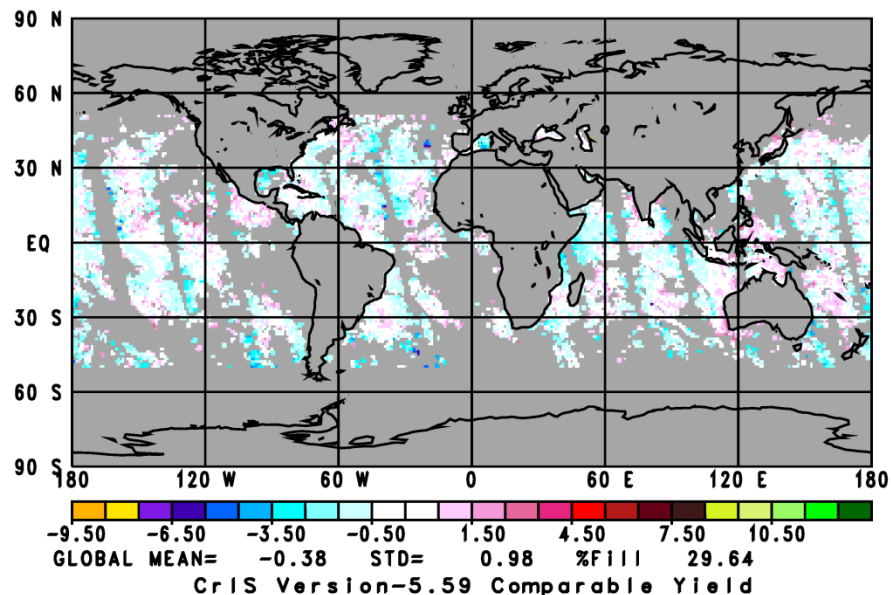 90 N
60 N
30 N
EQ
30 S
60 S
90 S
180 120 W 60 W 0 60 E 120 E 180
-9.50 -6.50 -3.50 -0.50 1.50 4.50 7.50 10.50
GLOBAL MEAN= -0.38 STD= 0.98 %Fill 29.64
CrIS Version-5.59 Comparable Yield